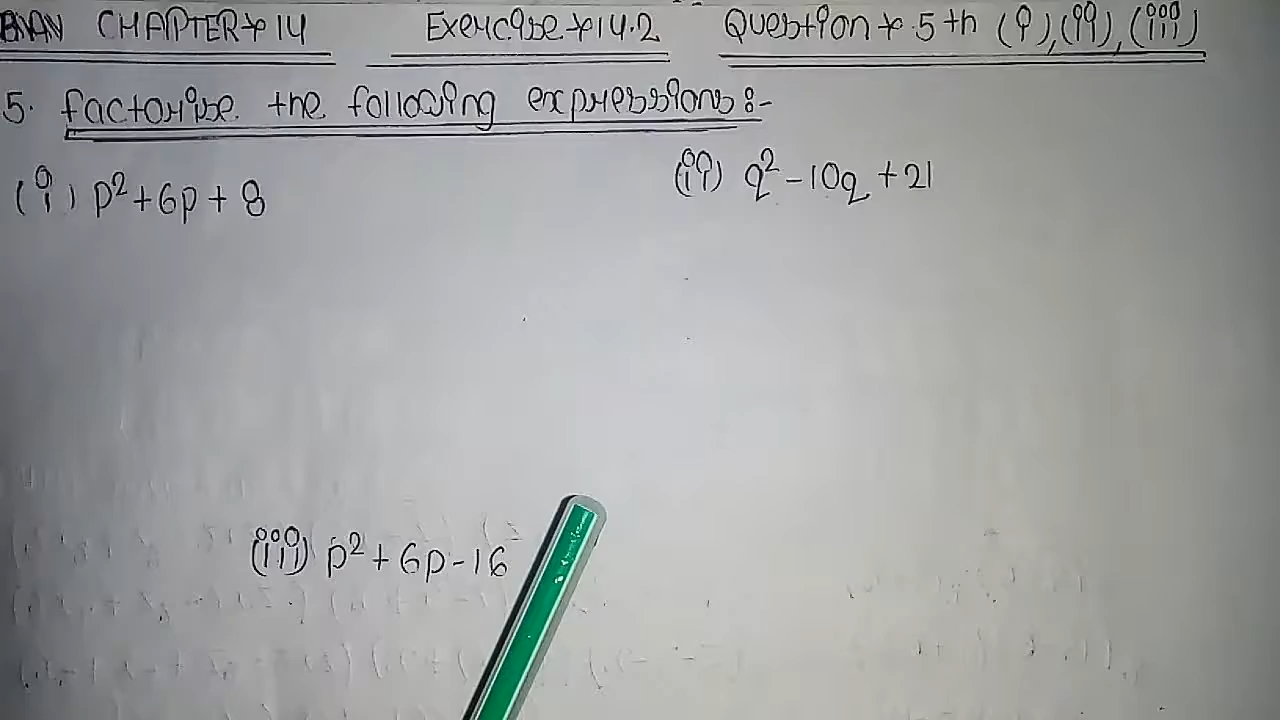 CHAPTER → 14 Exercise → 14.2 Question → 5th (i), (ii), (iii)
5. factorise the following expressions :-
(i) p² + 6p + 8
(ii) q² - 10q + 21
(iii) p² + 6p - 16